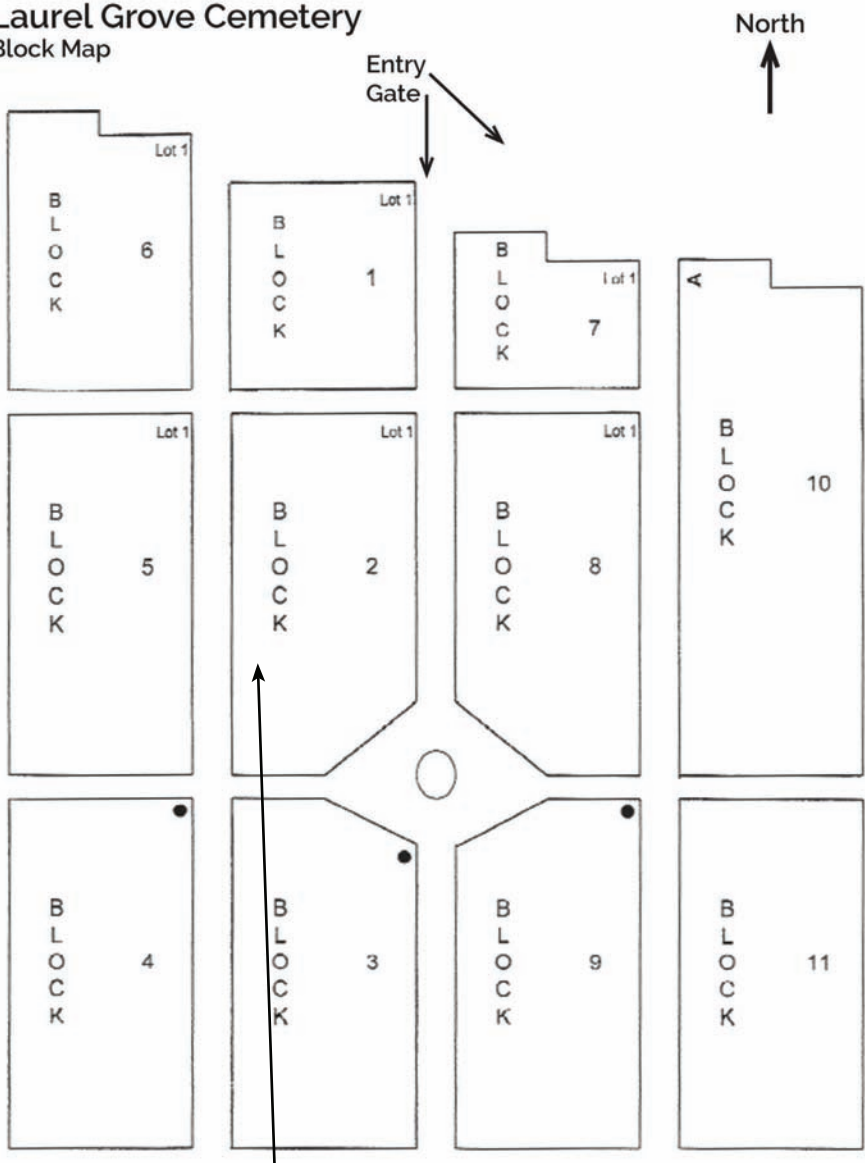 Laurel Grove Cemetery
Block Map
North
Entry
Gate
Lot 1
BLOCK 6
Lot 1
BLOCK 1
Lot 1
BLOCK 7
A
BLOCK 10
Lot 1
BLOCK 5
Lot 1
BLOCK 2
Lot 1
BLOCK 8
BLOCK 4
BLOCK 3
BLOCK 9
BLOCK 11